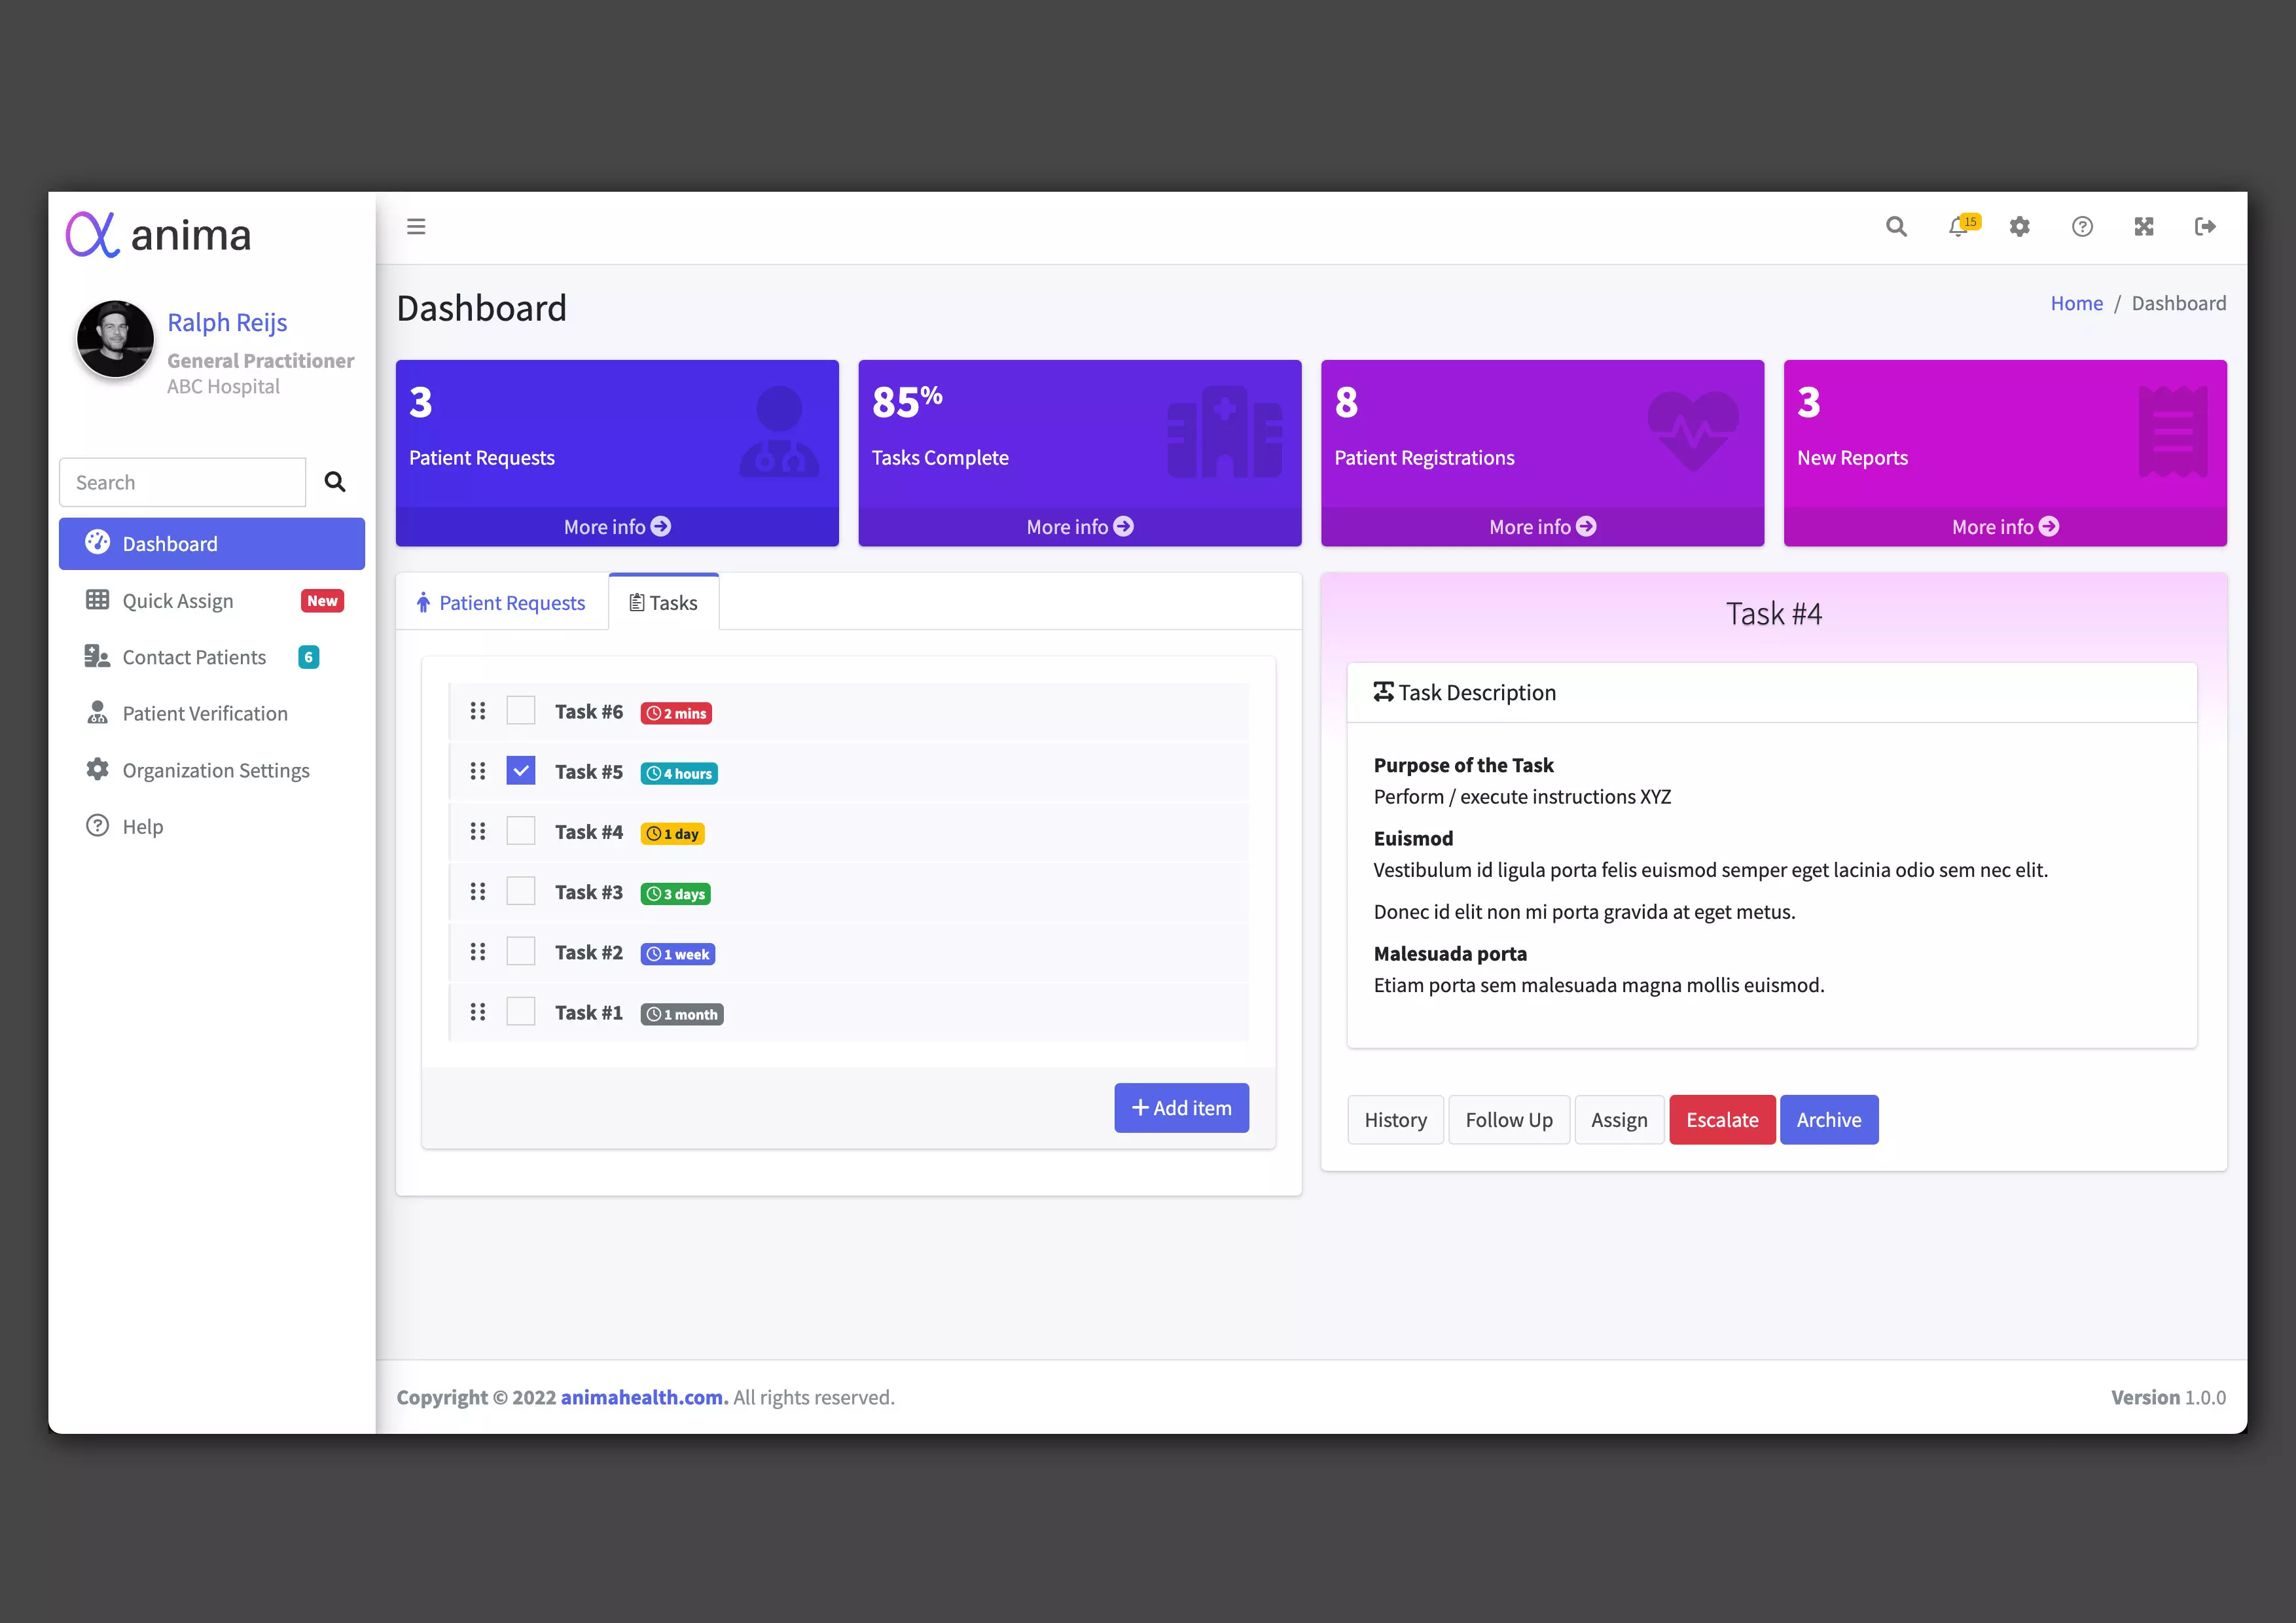 anima
Ralph Reijs
General Practitioner
ABC Hospital
Search
Dashboard
Quick Assign New
Contact Patients 6
Patient Verification
Organization Settings
Help
15
Dashboard
Home / Dashboard
3
Patient Requests
More info
85%
Tasks Complete
More info
8
Patient Registrations
More info
3
New Reports
More info
Patient Requests Tasks
Task #6 2 mins
Task #5 4 hours
Task #4 1 day
Task #3 3 days
Task #2 1 week
Task #1 1 month
+ Add item
Task #4
Task Description
Purpose of the Task
Perform / execute instructions XYZ
Euismod
Vestibulum id ligula porta felis euismod semper eget lacinia odio sem nec elit.
Donec id elit non mi porta gravida at eget metus.
Malesuada porta
Etiam porta sem malesuada magna mollis euismod.
History Follow Up Assign Escalate Archive
Copyright © 2022 animahealth.com. All rights reserved.
Version 1.0.0